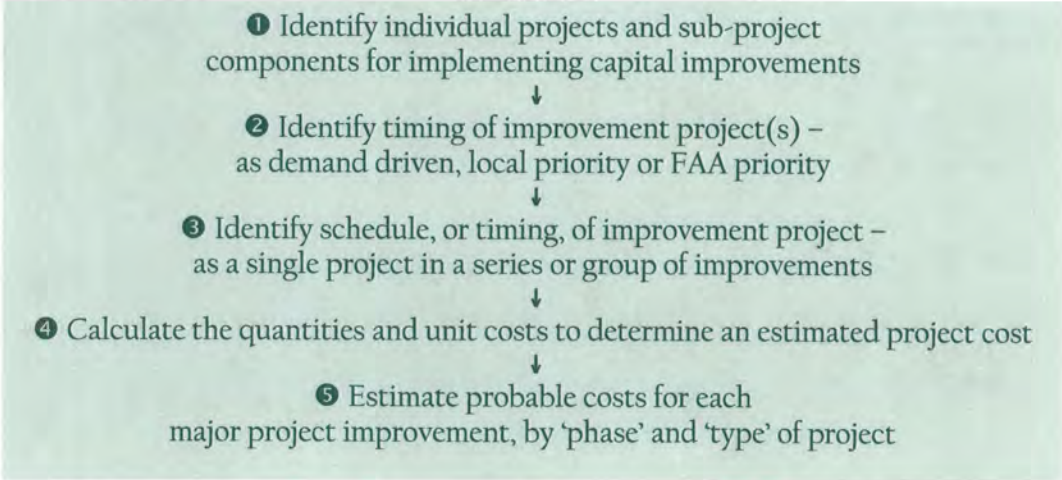 ❶ Identify individual projects and sub-project
components for implementing capital improvements
↓
❷ Identify timing of improvement project(s) –
as demand driven, local priority or FAA priority
↓
❸ Identify schedule, or timing, of improvement project –
as a single project in a series or group of improvements
↓
❹ Calculate the quantities and unit costs to determine an estimated project cost
↓
❺ Estimate probable costs for each
major project improvement, by ‘phase’ and ‘type’ of project